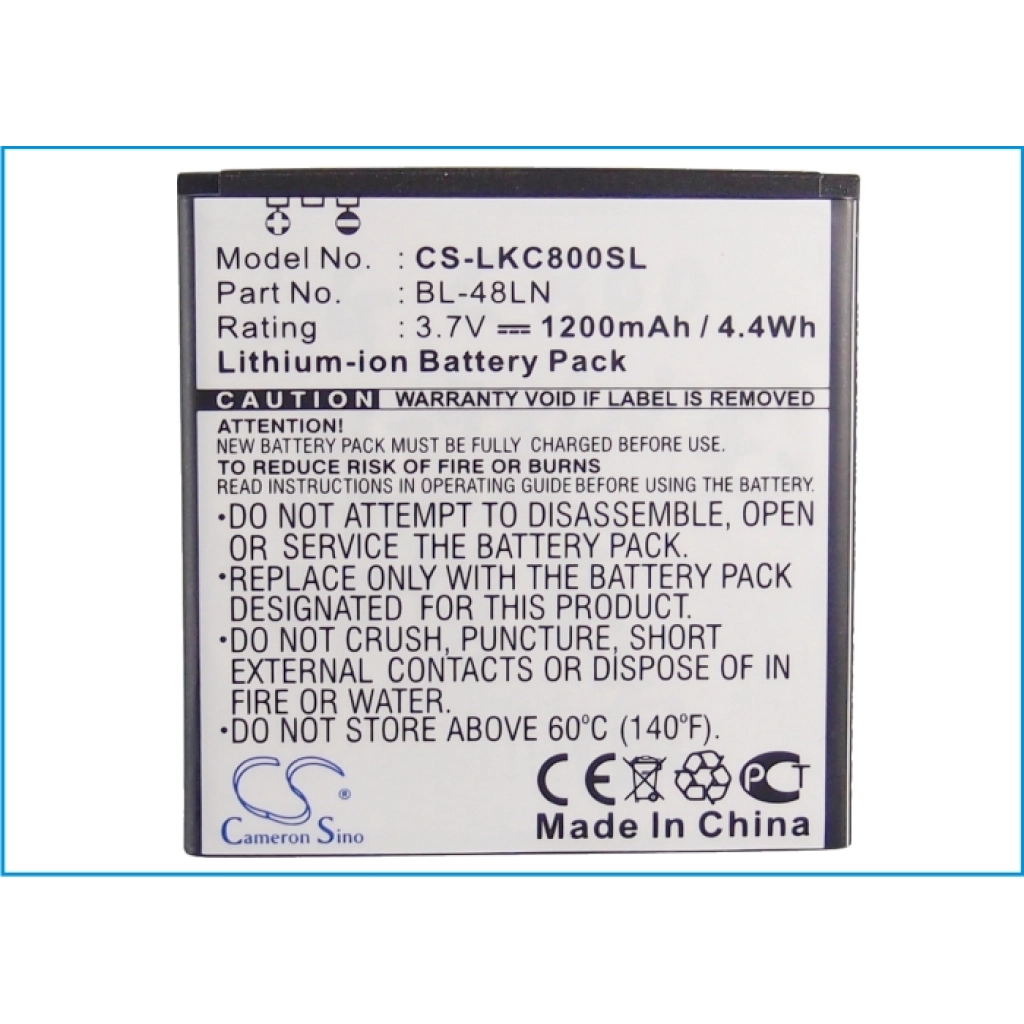 Model No. : CS-LKC800SL
Part No. : BL-48LN
Rating : 3.7V 1200mAh / 4.4Wh
Lithium-ion Battery Pack
CAUTION WARRANTY VOID IF LABEL IS REMOVED
ATTENTION!
NEW BATTERY PACK MUST BE FULLY CHARGED BEFORE USE.
TO REDUCE RISK OF FIRE OR BURNS
READ INSTRUCTIONS IN OPERATING GUIDE BEFORE USING THE BATTERY.
·DO NOT ATTEMPT TO DISASSEMBLE, OPEN
OR SERVICE THE BATTERY PACK.
·REPLACE ONLY WITH THE BATTERY PACK
DESIGNATED FOR THIS PRODUCT.
·DO NOT CRUSH, PUNCTURE, SHORT
EXTERNAL CONTACTS OR DISPOSE OF IN
FIRE OR WATER.
·DO NOT STORE ABOVE 60°C (140°F).
CS ®
Cameron Sino
CE PCT
Made In China